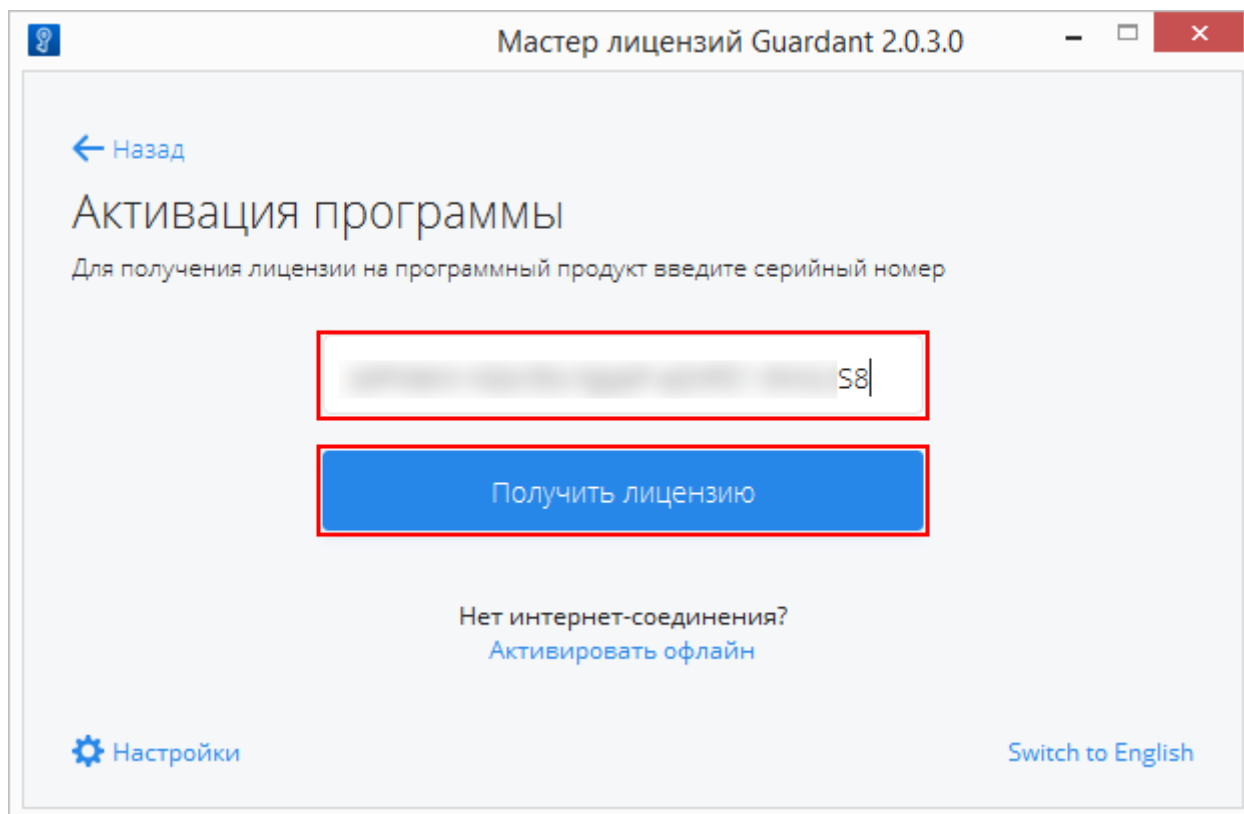 Мастер лицензий Guardant 2.0.3.0
Назад
Активация программы
Для получения лицензии на программный продукт введите серийный номер
S8
Получить лицензию
Нет интернет-соединения?
Активировать офлайн
Настройки
Switch to English